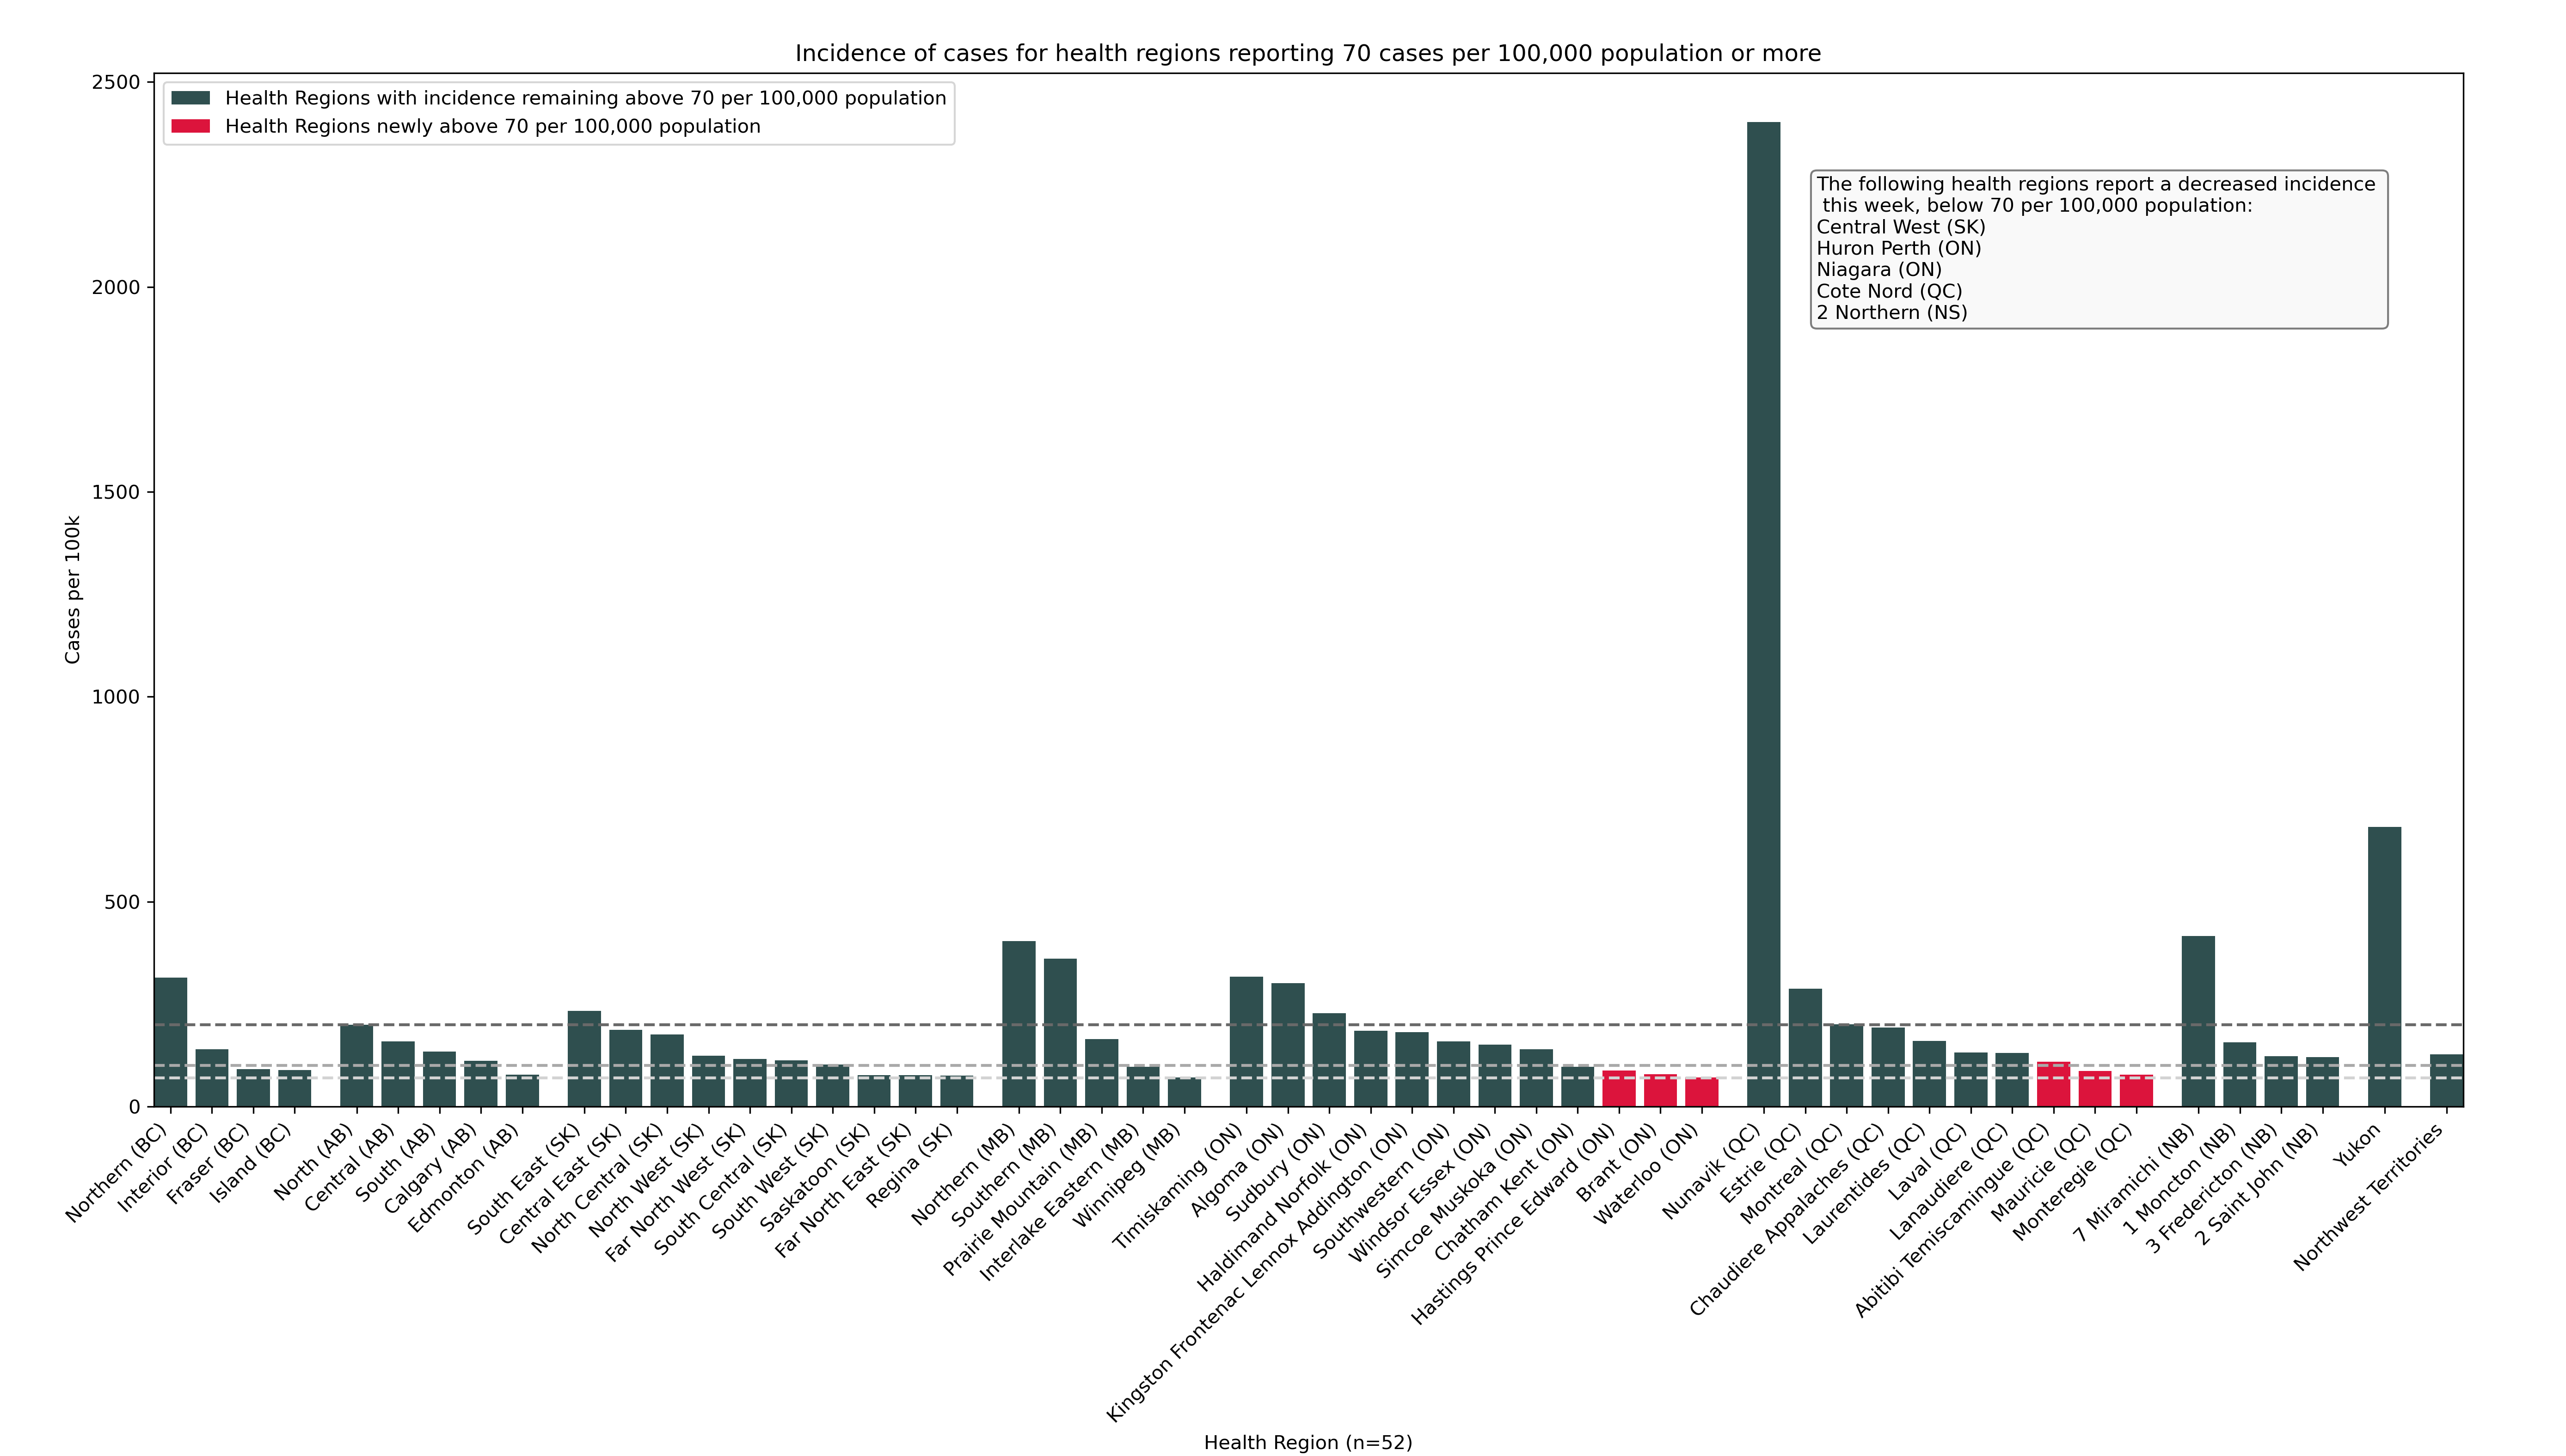 Incidence of cases for health regions reporting 70 cases per 100,000 population or more
Health Regions with incidence remaining above 70 per 100,000 population
Health Regions newly above 70 per 100,000 population
The following health regions report a decreased incidence
this week, below 70 per 100,000 population:
Central West (SK)
Huron Perth (ON)
Niagara (ON)
Cote Nord (QC)
2 Northern (NS)
Cases per 100k
2500
2000
1500
1000
500
0
Northern (BC)
Interior (BC)
Fraser (BC)
Island (BC)
North (AB)
Central (AB)
South (AB)
Calgary (AB)
Edmonton (AB)
South East (SK)
Central East (SK)
North Central (SK)
North West (SK)
Far North West (SK)
South Central (SK)
South West (SK)
Saskatoon (SK)
Far North East (SK)
Regina (SK)
Northern (MB)
Southern (MB)
Prairie Mountain (MB)
Interlake Eastern (MB)
Winnipeg (MB)
Timiskaming (ON)
Algoma (ON)
Sudbury (ON)
Haldimand Norfolk (ON)
Kingston Frontenac Lennox Addington (ON)
Southwestern (ON)
Windsor Essex (ON)
Simcoe Muskoka (ON)
Chatham Kent (ON)
Hastings Prince Edward (ON)
Brant (ON)
Waterloo (ON)
Nunavik (QC)
Estrie (QC)
Montreal (QC)
Chaudiere Appalaches (QC)
Laurentides (QC)
Laval (QC)
Lanaudiere (QC)
Abitibi Temiscamingue (QC)
Mauricie (QC)
Monteregie (QC)
7 Miramichi (NB)
1 Moncton (NB)
3 Fredericton (NB)
2 Saint John (NB)
Yukon
Northwest Territories
Health Region (n=52)